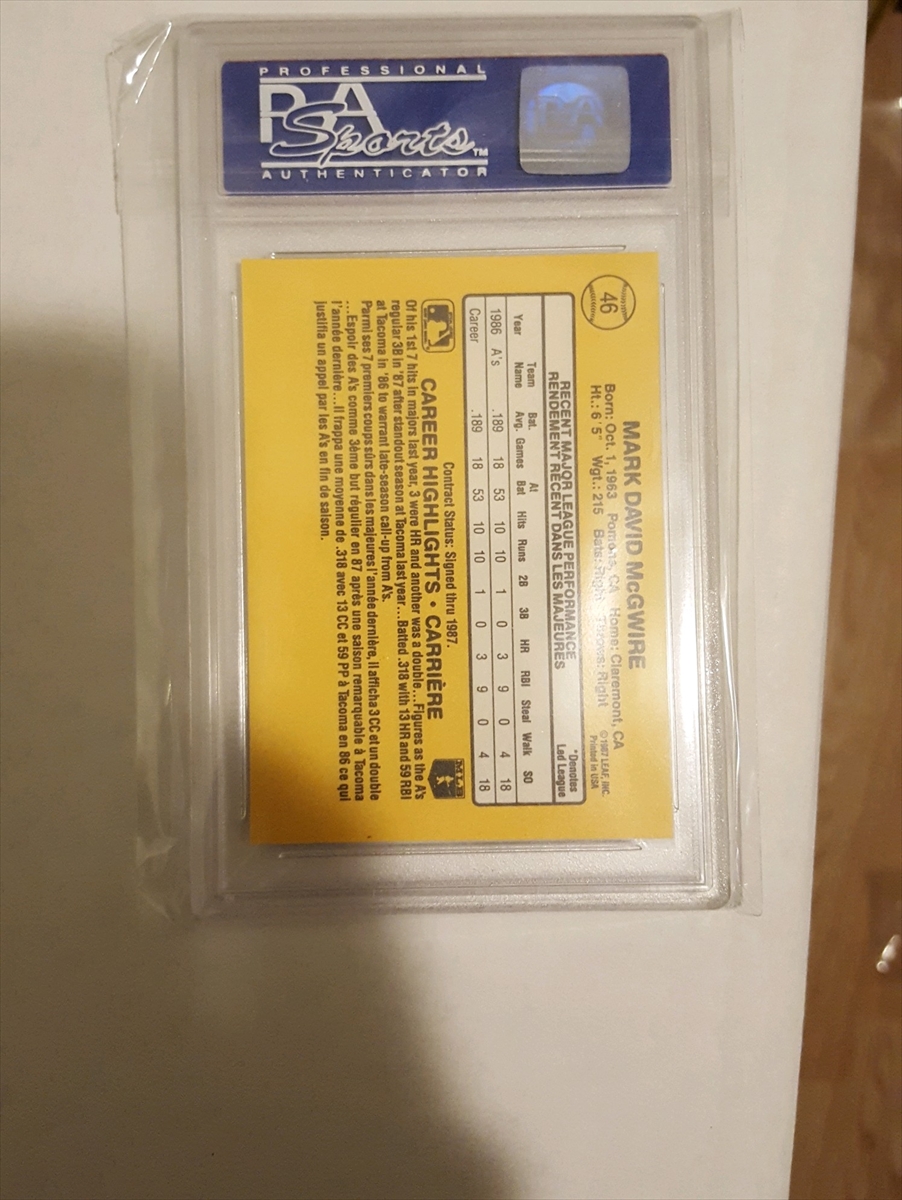 PROFESSIONAL
PSA
Sports™
AUTHENTICATOR
PSA
46
MARK DAVID McGWIRE
Born: Oct. 1, 1963 Pomona, CA Home: Claremont, CA
Ht.: 6'5" Wgt.: 215 Bats: Right Throws: Right
©1987 LEAF, INC.
Printed in USA
RECENT MAJOR LEAGUE PERFORMANCE
RENDEMENT RÉCENT DANS LES MAJEURES
*Denotes
Led League
Year Team Name Bat. Avg. Games At Bat Hits Runs 2B 3B HR RBI Steal Walk SO
1986 A's .189 18 53 10 10 1 0 3 9 0 4 18
Career .189 18 53 10 10 1 0 3 9 0 4 18
Contract Status: Signed thru 1987.
CAREER HIGHLIGHTS • CARRIÈRE
Of his 1st 7 hits in majors last year, 3 were HR and another was a double...Figures as the A's
regular 3B in '87 after standout season at Tacoma last year...Batted .318 with 13 HR and 59 RBI
at Tacoma in '86 to warrant late-season call-up from A's.
Parmi ses 7 premiers coups sûrs dans les majeures l'année dernière, il afficha 3 CC et un double
...Espoir des A's comme 3ème but régulier en 87 après une saison remarquable à Tacoma
l'année dernière...Il frappa une moyenne de .318 avec 13 CC et 59 PP à Tacoma en 86 ce qui
justifia un appel par les A's en fin de saison.